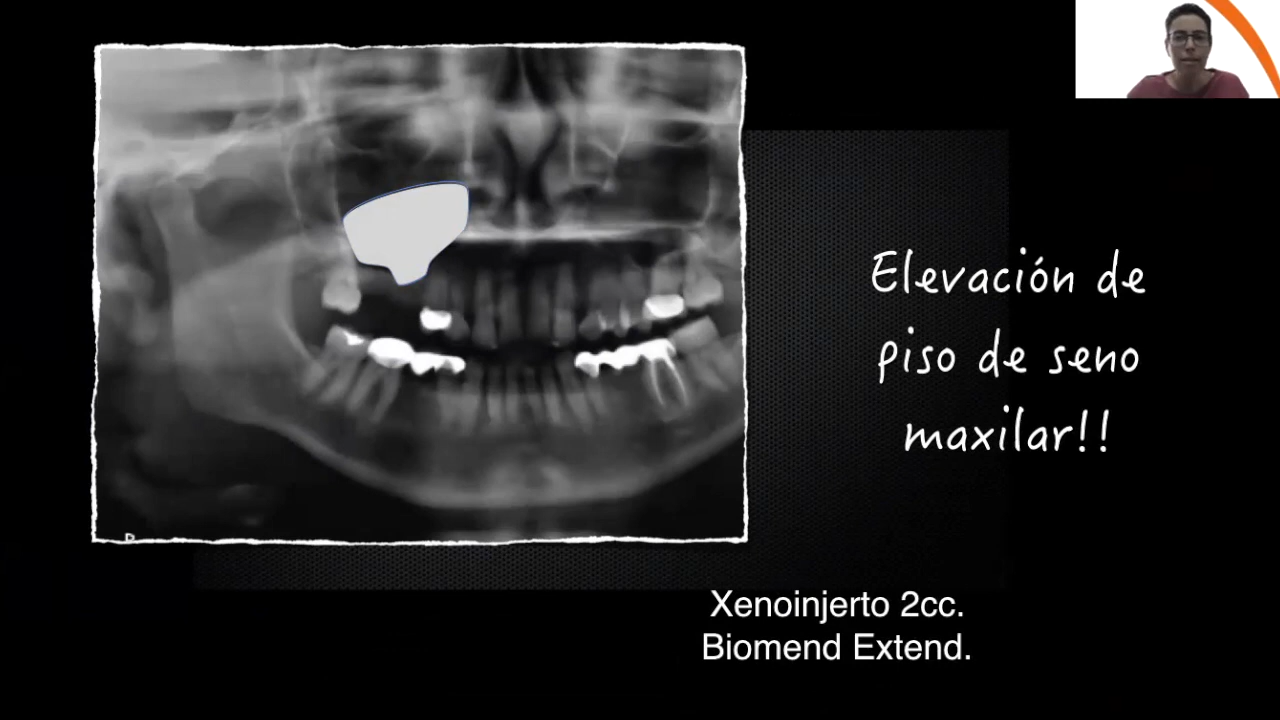 Elevación de
piso de seno
maxilar!!
Xenoinjerto 2cc.
Biomend Extend.